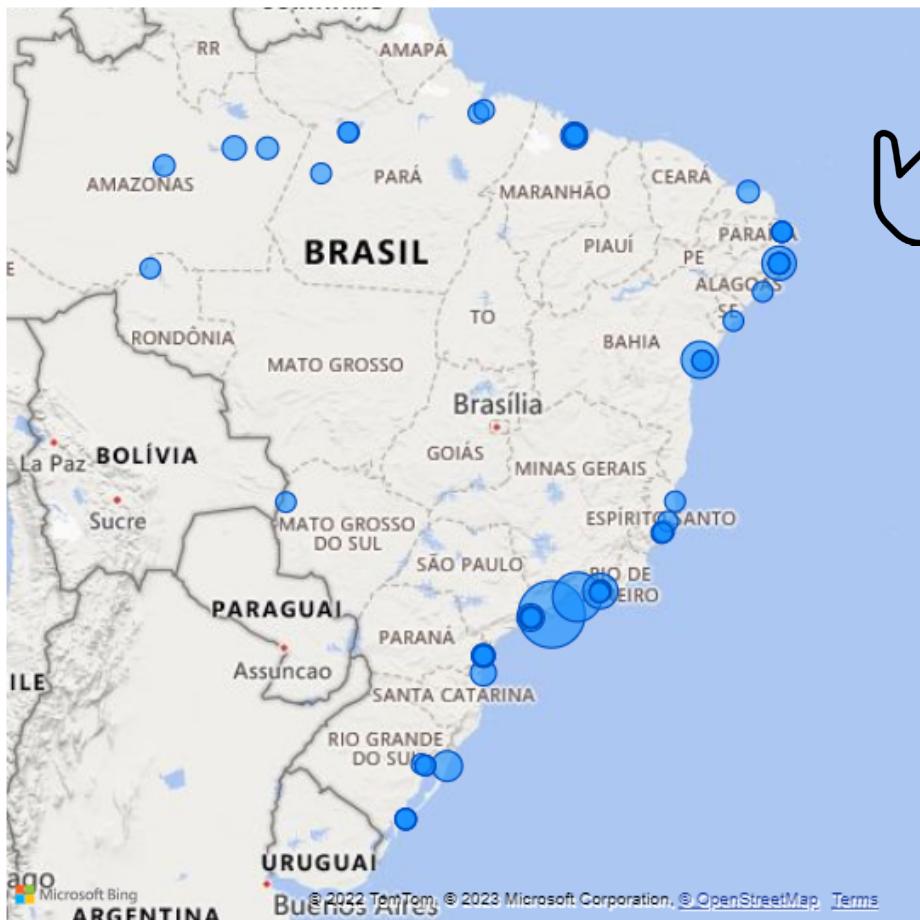 RR
AMAPÁ
AMAZONAS
PARÁ
MARANHÃO
CEARÁ
BRASIL
PIAUÍ
PE
ALAGOAS
SE
E
RONDÔNIA
TO
BAHIA
MATO GROSSO
Brasília
GOIÁS
La Paz
BOLÍVIA
MINAS GERAIS
Sucre
MATO GROSSO
DO SUL
ESPÍRITO SANTO
SÃO PAULO
RIO DE
EIRO
PARAGUAI
PARANÁ
Assuncao
ILE
SANTA CATARINA
RIO GRANDE
DO SUL
URUGUAI
ago
Microsoft Bing
© 2022 TomTom, © 2023 Microsoft Corporation, © OpenStreetMap Terms
Buenos Aires
ARGENTINA